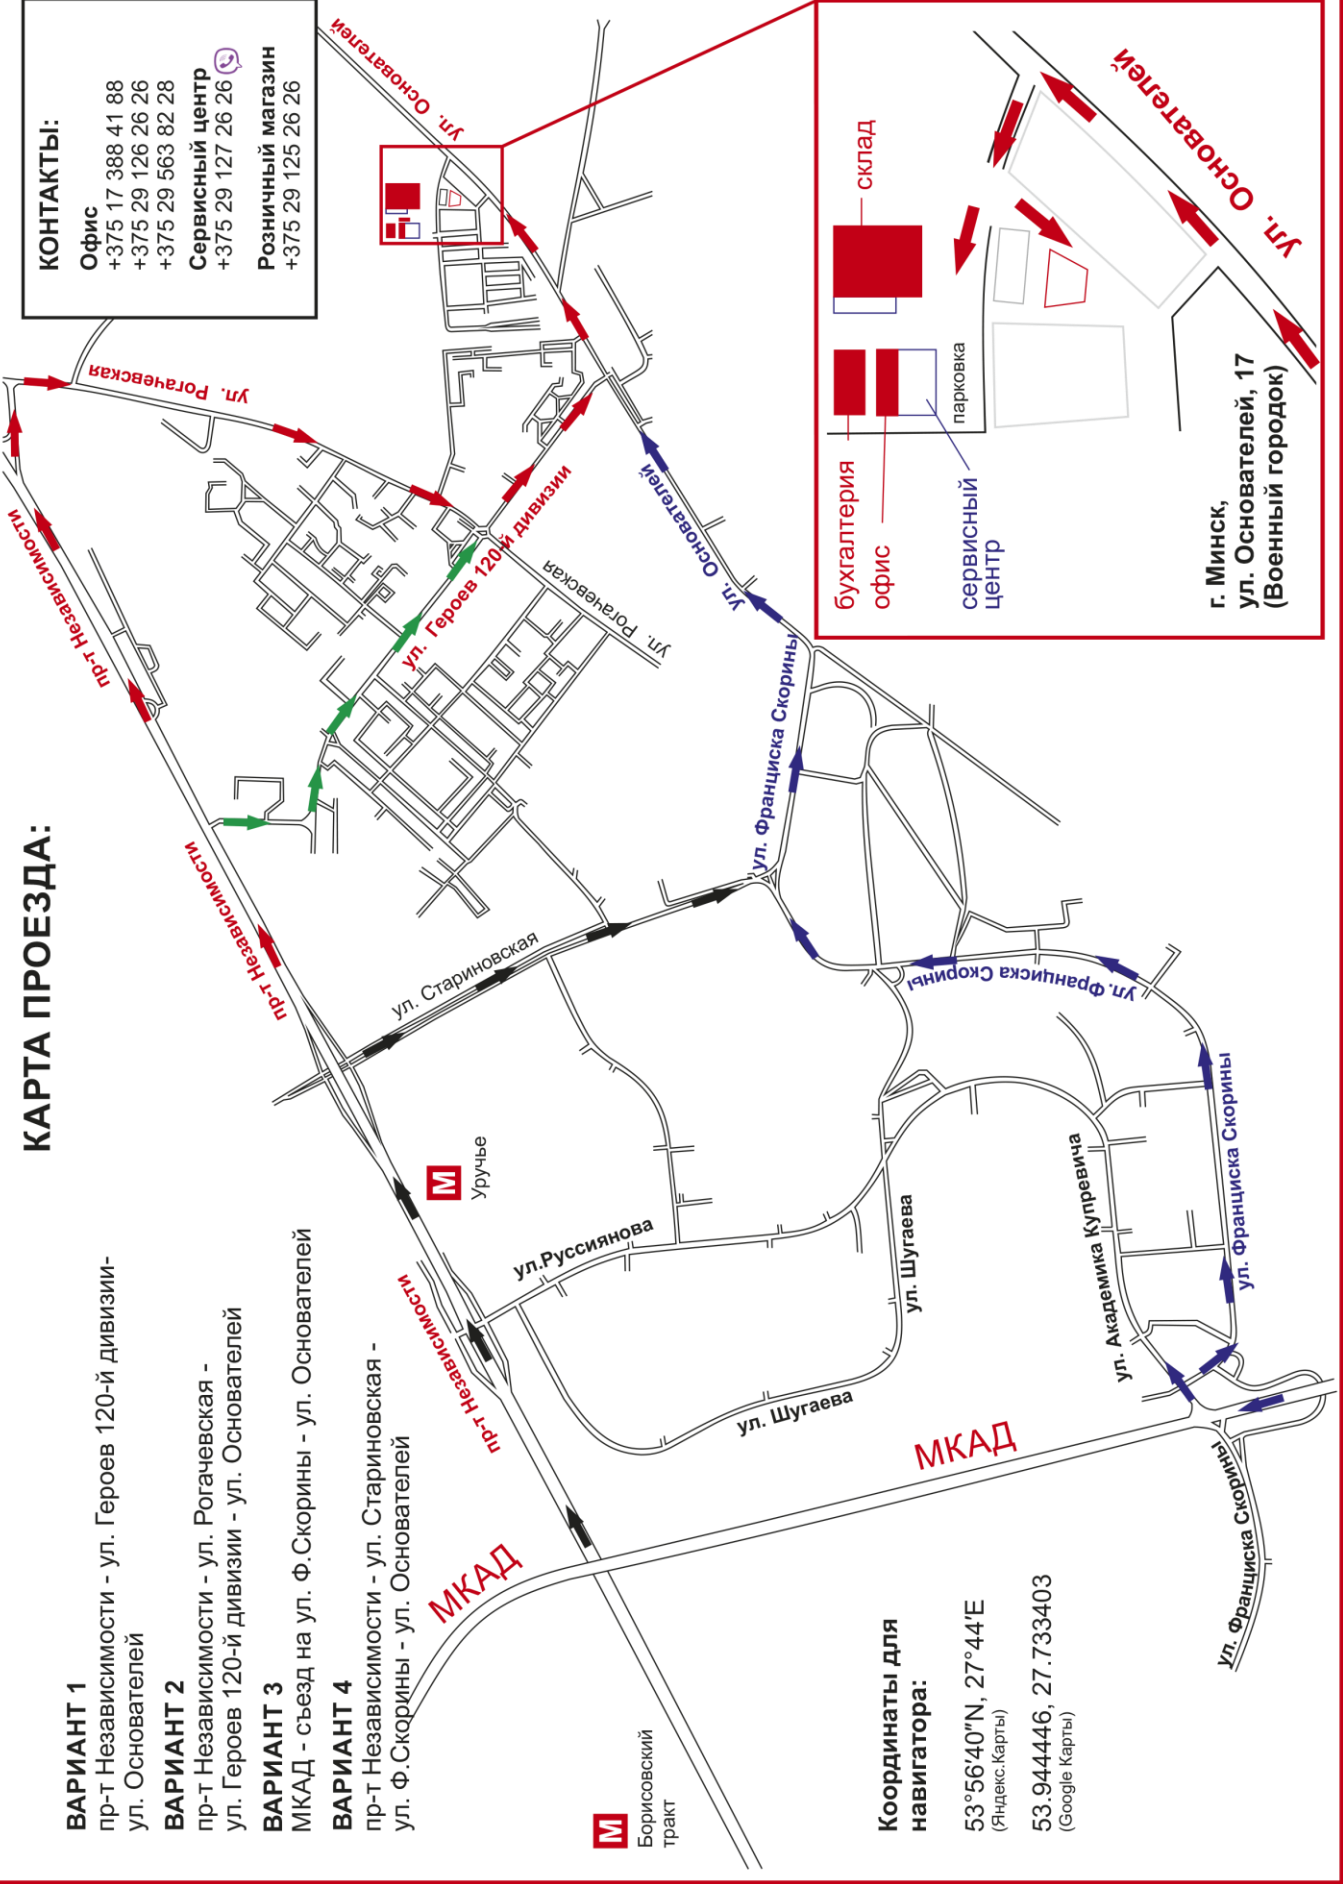 КАРТА ПРОЕЗДА:
КОНТАКТЫ:
Офис
+375 17 388 41 88
+375 29 126 26 26
+375 29 563 82 28
Сервисный центр
+375 29 127 26 26
Розничный магазин
+375 29 125 26 26
ВАРИАНТ 1
пр-т Независимости - ул. Героев 120-й дивизии-
ул. Основателей
ВАРИАНТ 2
пр-т Независимости - ул. Рогачевская -
ул. Героев 120-й дивизии - ул. Основателей
ВАРИАНТ 3
МКАД - съезд на ул. Ф.Скорины - ул. Основателей
ВАРИАНТ 4
пр-т Независимости - ул. Стариновская -
ул. Ф.Скорины - ул. Основателей
пр-т Независимости
пр-т Независимости
пр-т Независимости
ул. Рогачевская
ул. Основателей
М
Уручье
ул. Стариновская
ул. Героев 120-й дивизии
ул. Рогачевская
ул. Основателей
МКАД
ул.Руссиянова
М
Борисовский
тракт
ул. Шугаева
ул. Шугаева
ул. Франциска Скорины
ул.Франциска Скорины
МКАД
ул. Академика Купревича
ул. Франциска Скорины
ул. Франциска Скорины
Координаты для
навигатора:
53°56'40"N, 27°44'E
(Яндекс.Карты)
53.944446, 27.733403
(Google Карты)
склад
бухгалтерия
офис
парковка
сервисный
центр
ул. Основателей
г. Минск,
ул. Основателей, 17
(Военный городок)